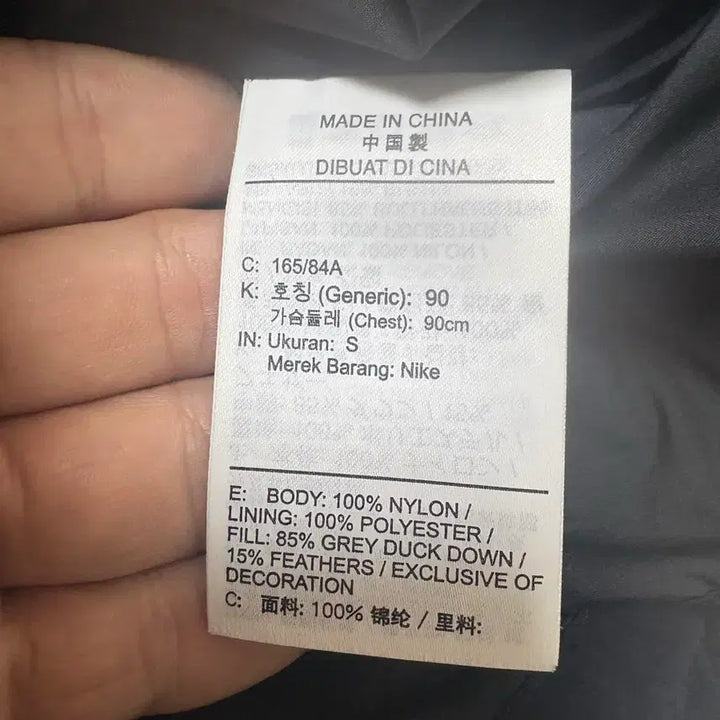 MADE IN CHINA
中国製
DIBUAT DI CINA
C: 165/84A
K: 호칭 (Generic): 90
가슴둘레 (Chest): 90cm
IN: Ukuran: S
Merek Barang: Nike
E: BODY: 100% NYLON /
LINING: 100% POLYESTER /
FILL: 85% GREY DUCK DOWN /
15% FEATHERS / EXCLUSIVE OF
DECORATION
C: 面料: 100% 锦纶 / 里料: